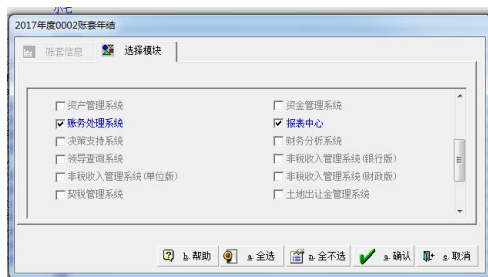 小七
2017年度0002账套年结
账套信息 选择模块
资产管理系统 资金管理系统
账务处理系统 报表中心
决策支持系统 财务分析系统
领导查询系统 非税收入管理系统(银行版)
非税收入管理系统(单位版) 非税收入管理系统(财政版)
契税管理系统 土地出让金管理系统
h.帮助 a.全选 n.全不选 s.确认 s.取消